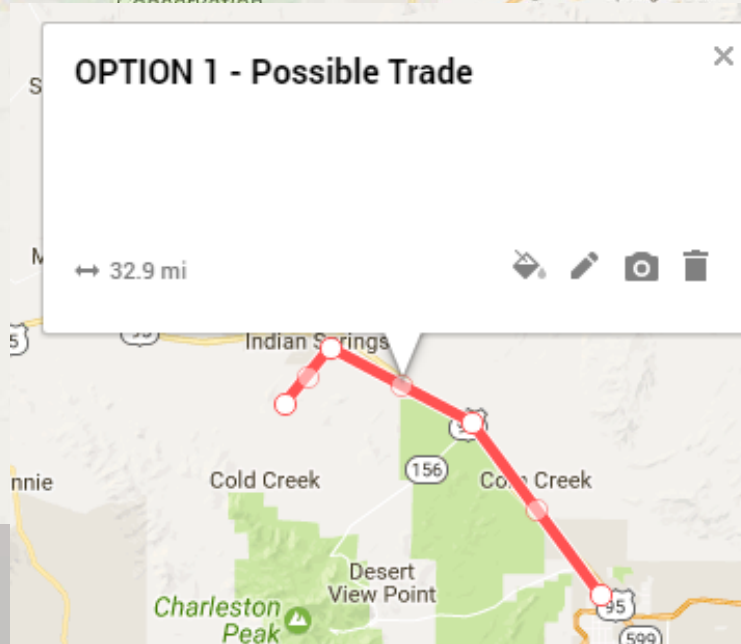 OPTION 1 - Possible Trade
32.9 mi
Indian Springs
156
Cold Creek
Corn Creek
nnie
Desert
View Point
95
Charleston
Peak
599